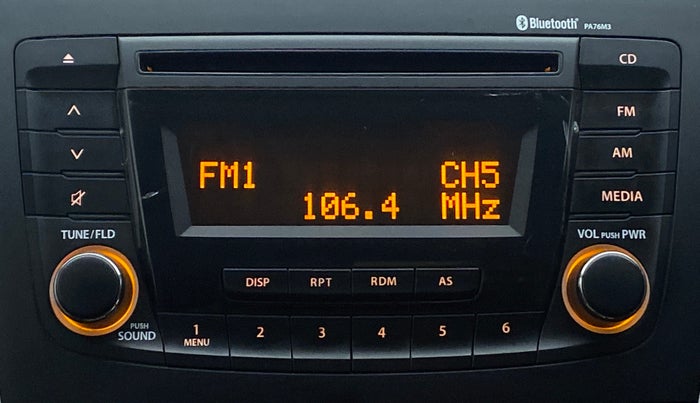 Bluetooth® PA76M3
CD
FM
AM
MEDIA
FM1 CH5
106.4 MHz
TUNE/FLD
VOL PUSH PWR
DISP RPT RDM AS
PUSH
SOUND
1 2 3 4 5 6
MENU